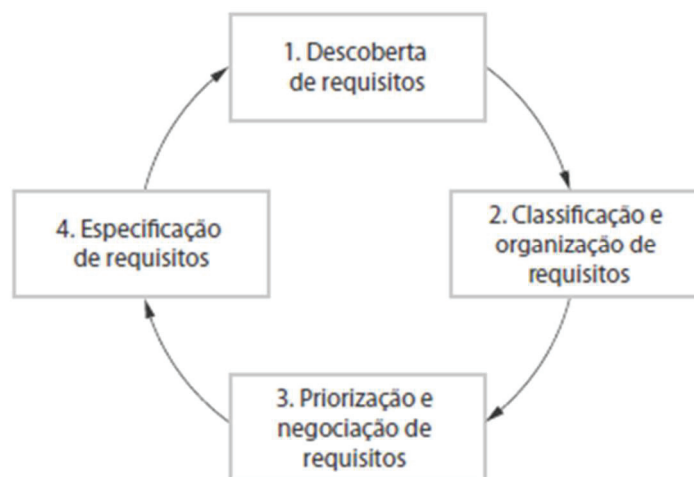 1. Descoberta
de requisitos
2. Classificação e
organização de
requisitos
3. Priorização e
negociação de
requisitos
4. Especificação
de requisitos